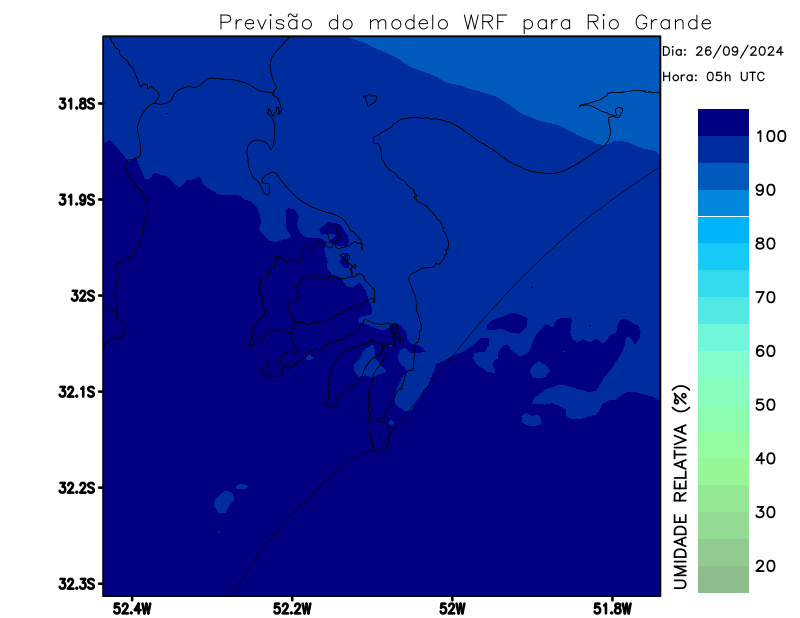 Previsão do modelo WRF para Rio Grande
Dia: 26/09/2024
Hora: 05h UTC
31.8S
31.9S
32S
32.1S
32.2S
32.3S
52.4W
52.2W
52W
51.8W
100
90
80
70
60
50
40
30
20
UMIDADE RELATIVA (%)